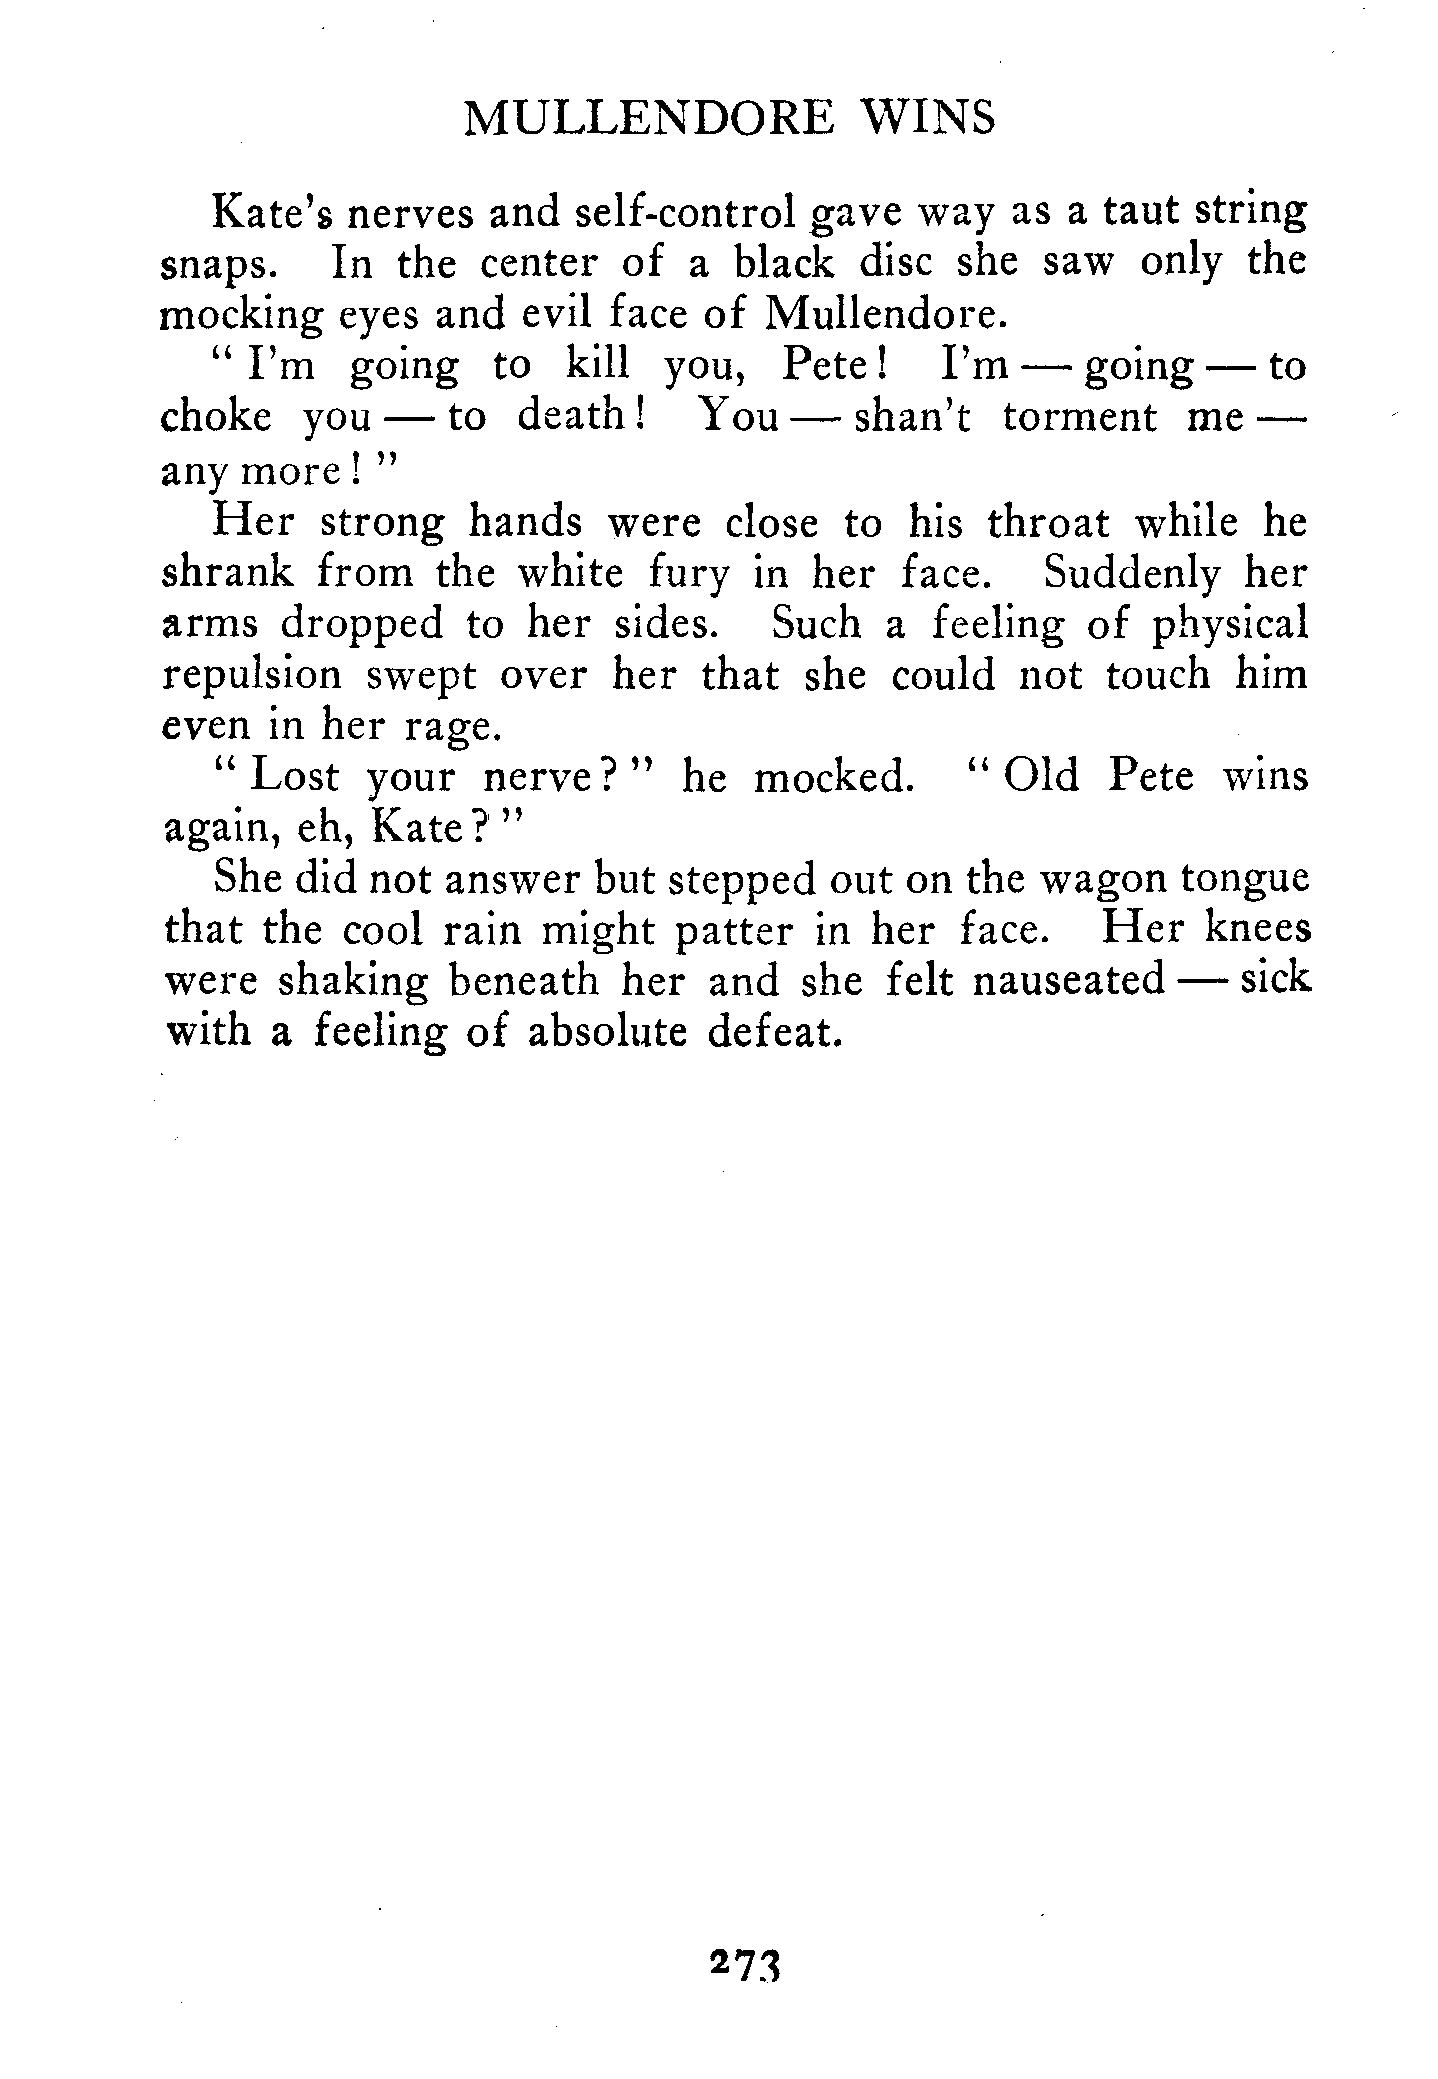 MULLENDORE WINS
Kate's nerves and self-control gave way as a taut string
snaps. In the center of a black disc she saw only the
mocking eyes and evil face of Mullendore.
" I'm going to kill you, Pete! I'm — going — to
choke you — to death! You — shan't torment me —
any more! "
Her strong hands were close to his throat while he
shrank from the white fury in her face. Suddenly her
arms dropped to her sides. Such a feeling of physical
repulsion swept over her that she could not touch him
even in her rage.
" Lost your nerve? " he mocked. " Old Pete wins
again, eh, Kate? "
She did not answer but stepped out on the wagon tongue
that the cool rain might patter in her face. Her knees
were shaking beneath her and she felt nauseated — sick
with a feeling of absolute defeat.
273